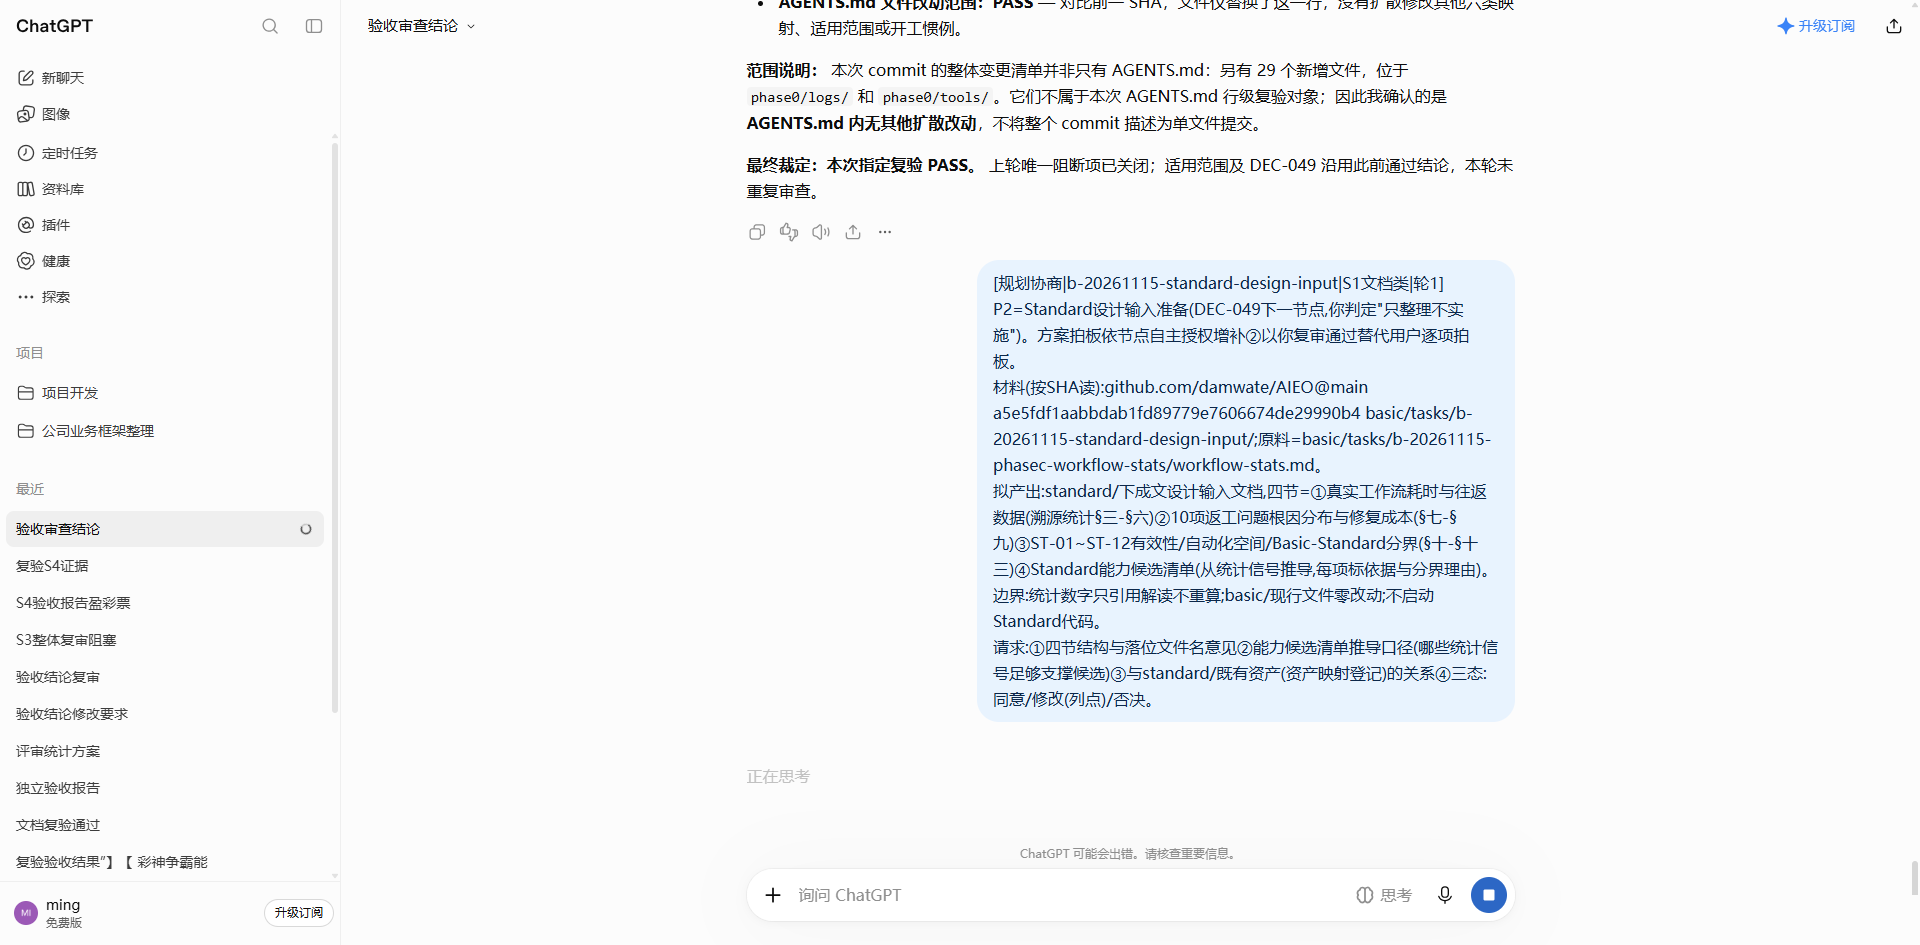 ChatGPT
新聊天
图像
定时任务
资料库
插件
健康
探索
项目
项目开发
公司业务框架整理
最近
验收审查结论
复验S4证据
S4验收报告盈彩票
S3整体复审阻塞
验收结论复审
验收结论修改要求
评审统计方案
独立验收报告
文档复验通过
复验验收结果”】【 彩神争霸能
MI
ming
免费版
升级订阅
验收审查结论
升级订阅
AGENTS.md 文件改动范围：PASS — 对比前一 SHA，文件仅替换了这一行，没有扩散修改其他六类映
射、适用范围或开工惯例。
范围说明： 本次 commit 的整体变更清单并非只有 AGENTS.md：另有 29 个新增文件，位于
phase0/logs/ 和 phase0/tools/。它们不属于本次 AGENTS.md 行级复验对象；因此我确认的是
AGENTS.md 内无其他扩散改动，不将整个 commit 描述为单文件提交。
最终裁定：本次指定复验 PASS。 上轮唯一阻断项已关闭；适用范围及 DEC-049 沿用此前通过结论，本轮未
重复审查。
[规划协商|b-20261115-standard-design-input|S1文档类|轮1]
P2=Standard设计输入准备(DEC-049下一节点,你判定"只整理不实
施")。方案拍板依节点自主授权增补②以你复审通过替代用户逐项拍
板。
材料(按SHA读):github.com/damwate/AIEO@main
a5e5fdf1aabbdab1fd89779e7606674de29990b4 basic/tasks/b-
20261115-standard-design-input/;原料=basic/tasks/b-20261115-
phasec-workflow-stats/workflow-stats.md。
拟产出:standard/下成文设计输入文档,四节=①真实工作流耗时与往返
数据(溯源统计§三-§六)②10项返工问题根因分布与修复成本(§七-§
九)③ST-01~ST-12有效性/自动化空间/Basic-Standard分界(§十-§十
三)④Standard能力候选清单(从统计信号推导,每项标依据与分界理由)。
边界:统计数字只引用解读不重算;basic/现行文件零改动;不启动
Standard代码。
请求:①四节结构与落位文件名意见②能力候选清单推导口径(哪些统计信
号足够支撑候选)③与standard/既有资产(资产映射登记)的关系④三态:
同意/修改(列点)/否决。
正在思考
ChatGPT 可能会出错。请核查重要信息。
询问 ChatGPT
思考